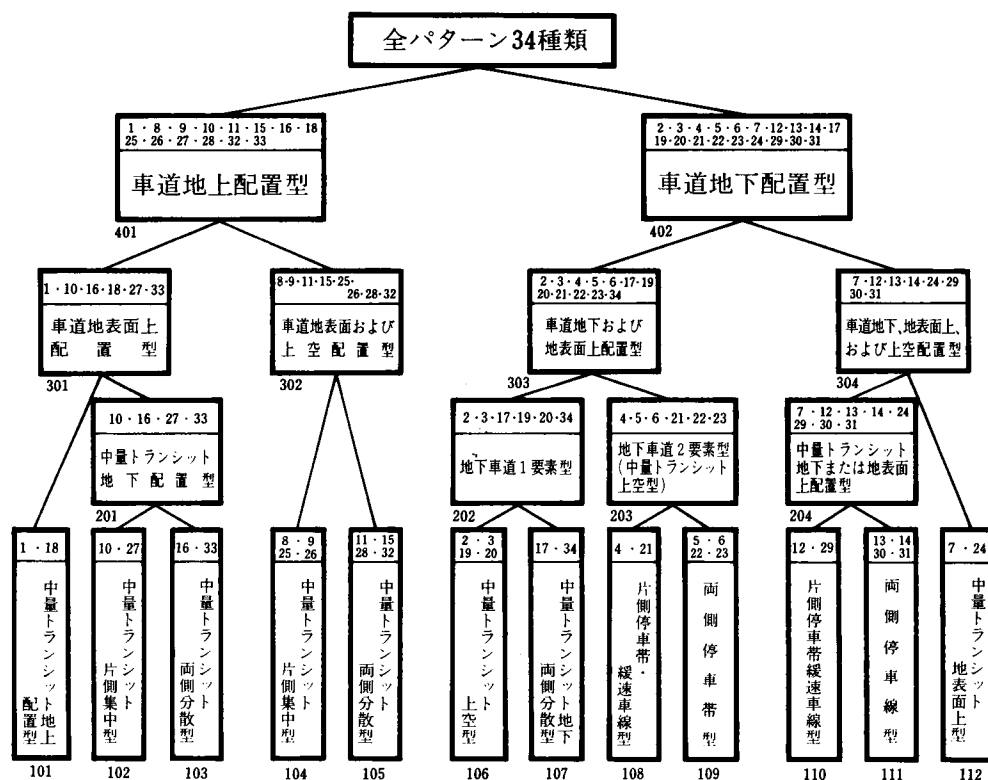 全パターン34種類
1・8・9・10・11・15・16・18
25・26・27・28・32・33
車道地上配置型
401
2・3・4・5・6・7・12・13・14・17
19・20・21・22・23・24・29・30・31
車道地下配置型
402
1・10・16・18・27・33
車道地表面上
配置型
301
8・9・11・15・25・
26・28・32
車道地表面および
上空配置型
302
2・3・4・5・6・17・19
20・21・22・23・34
車道地下および
地表面上配置型
303
7・12・13・14・24・29
30・31
車道地下、地表面上、
および上空配置型
304
10・16・27・33
中量トランシット
地下配置型
201
2・3・17・19・20・34
地下車道1要素型
202
4・5・6・21・22・23
地下車道2要素型
(中量トランシット
上空型)
203
7・12・13・14・24
29・30・31
中量トランシット
地下または地表面
上配置型
204
1・18
中量トランシット地上
配置型
101
10・27
中量トランシット
片側集中型
102
16・33
中量トランシット
両側分散型
103
8・9
25・26
中量トランシット
片側集中型
104
11・15
28・32
中量トランシット
両側分散型
105
2・3
19・20
中量トランシット
上空型
106
17・34
中量トランシット地下
両側分散型
107
4・21
片側停車帯・
緩速車線型
108
5・6
22・23
両側停車帯型
109
12・29
片側停車帯緩速車線型
110
13・14
30・31
両側停車線型
111
7・24
中量トランシット
地表面上型
112